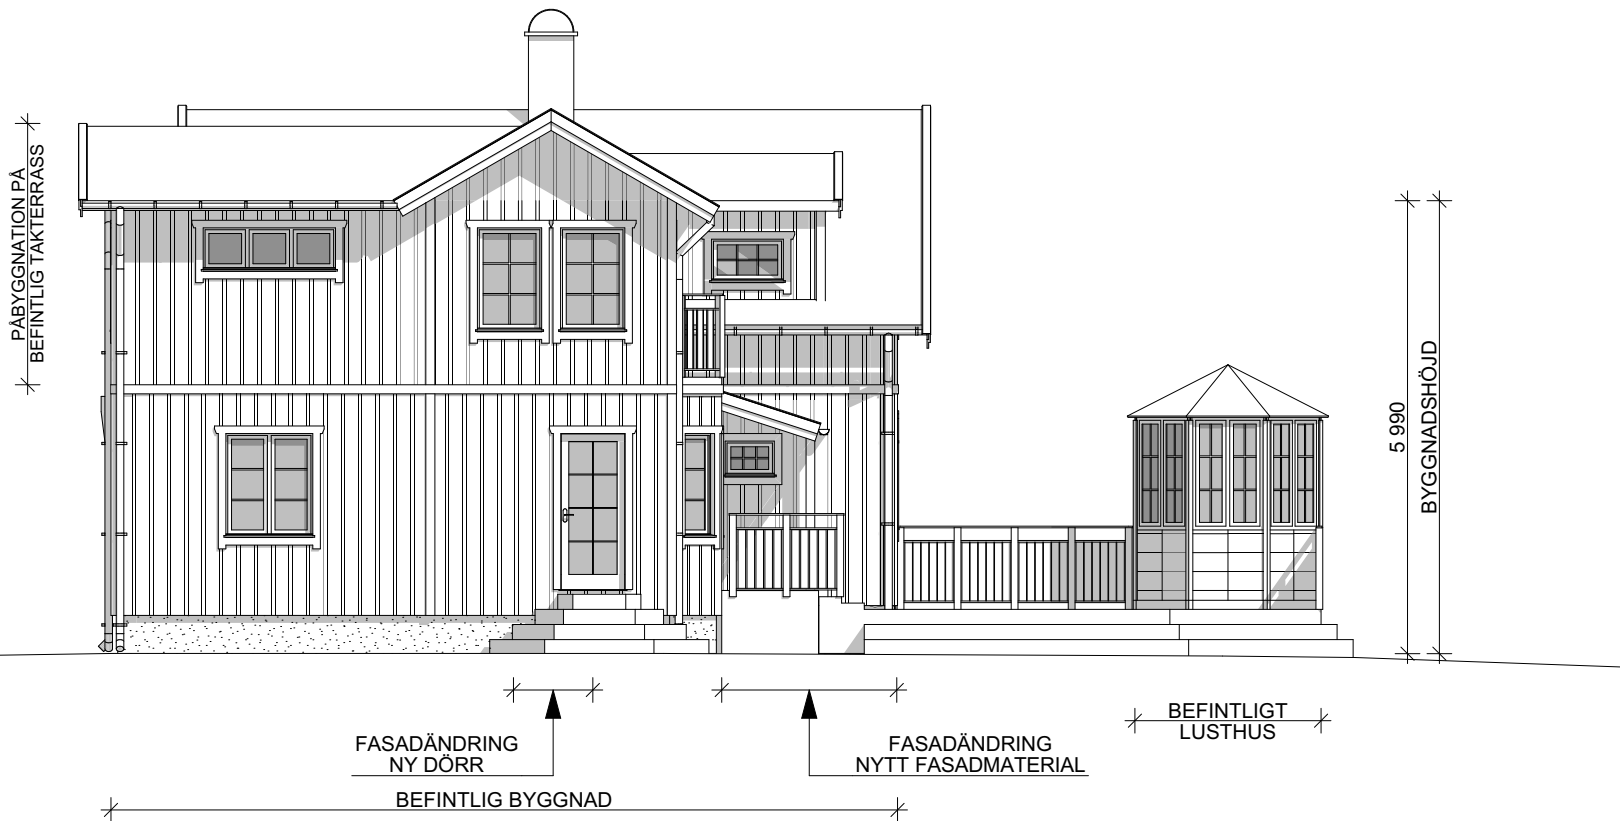 PÅBYGGNATION PÅ
BEFINTLIG TAKTERRASS
5 990
BYGGNADSHÖJD
BEFINTLIGT
LUSTHUS
FASADÄNDRING
NY DÖRR
FASADÄNDRING
NYTT FASADMATERIAL
BEFINTLIG BYGGNAD